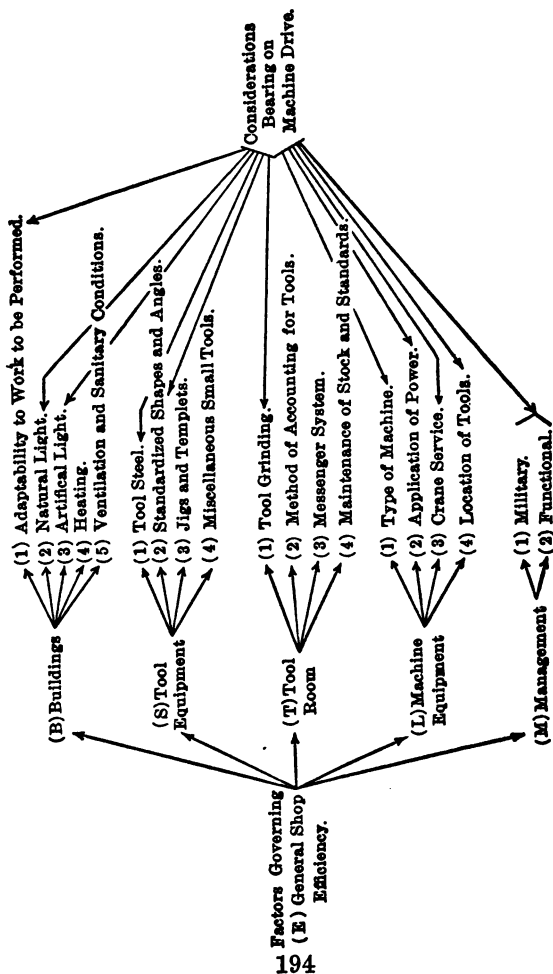 Factors Governing
(E) General Shop
Efficiency.
(B) Buildings
(1) Adaptability to Work to be Performed.
(2) Natural Light.
(3) Artifical Light.
(4) Heating.
(5) Ventilation and Sanitary Conditions.
(S) Tool
Equipment
(1) Tool Steel.
(2) Standardized Shapes and Angles.
(3) Jigs and Templets.
(4) Miscellaneous Small Tools.
(T) Tool
Room
(1) Tool Grinding.
(2) Method of Accounting for Tools.
(3) Messenger System.
(4) Maintenance of Stock and Standards.
(L) Machine
Equipment
(1) Type of Machine.
(2) Application of Power.
(3) Crane Service.
(4) Location of Tools.
(M) Management
(1) Military.
(2) Functional.
Considerations
Bearing on
Machine Drive.
194